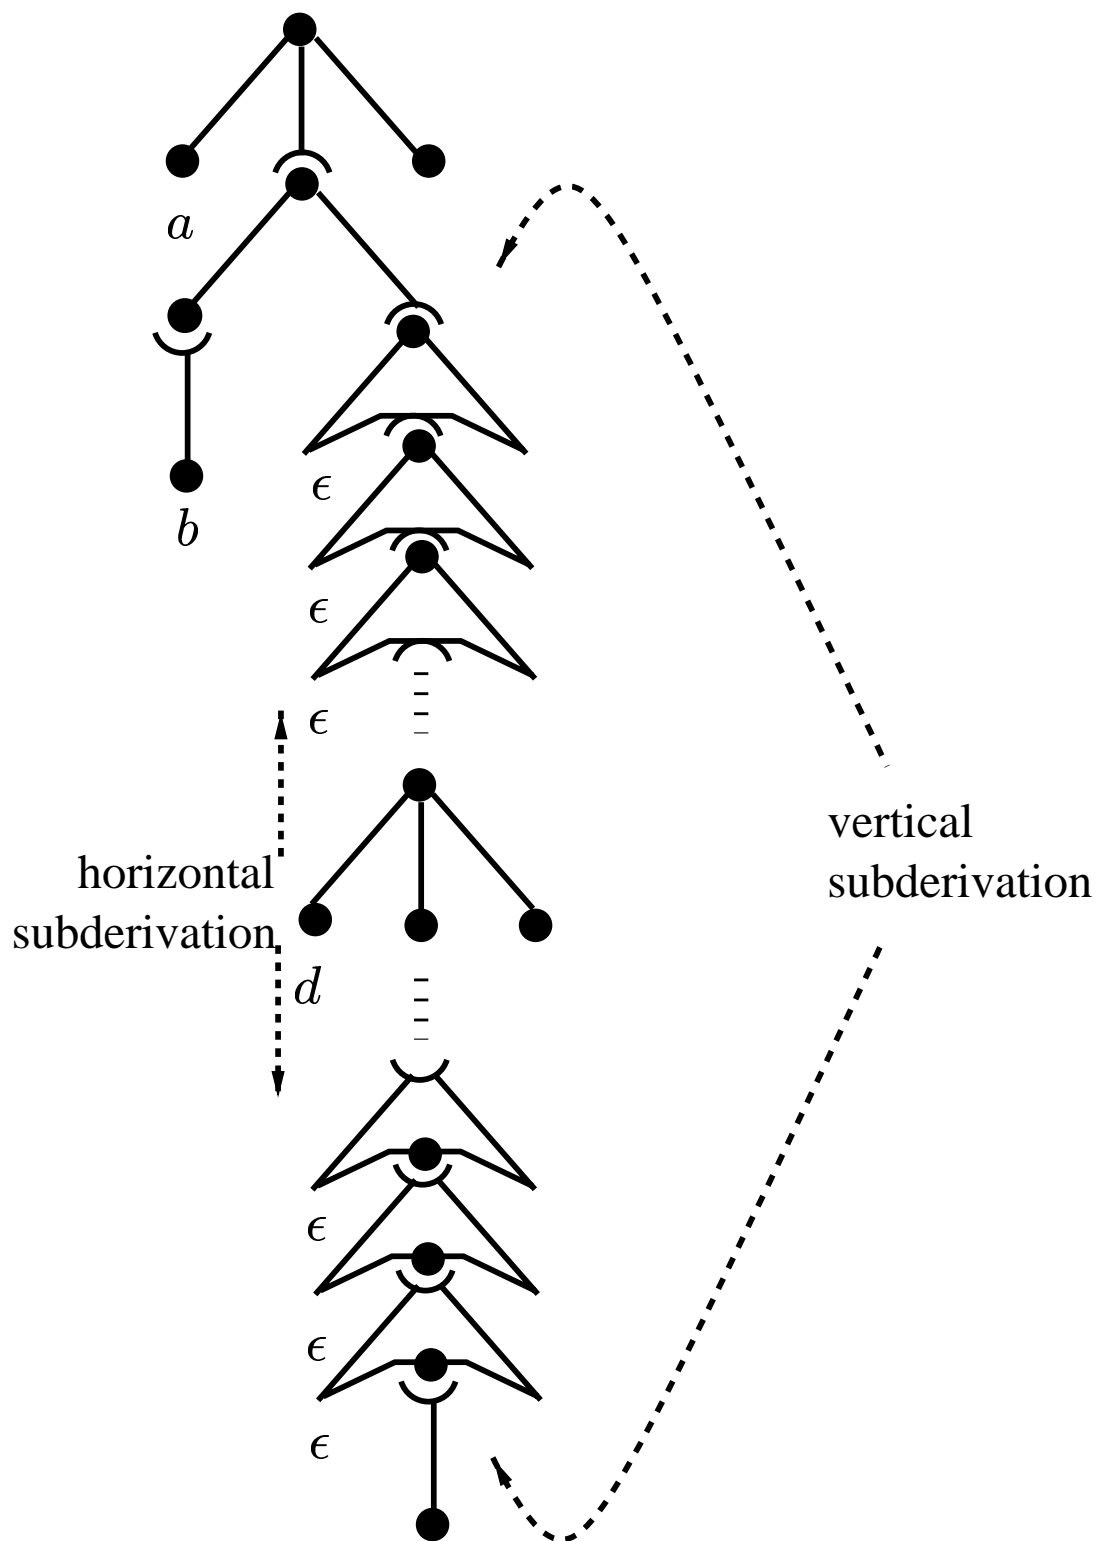 a
b
ϵ
ϵ
ϵ
vertical
subderivation
horizontal
subderivation
d
ϵ
ϵ
ϵ